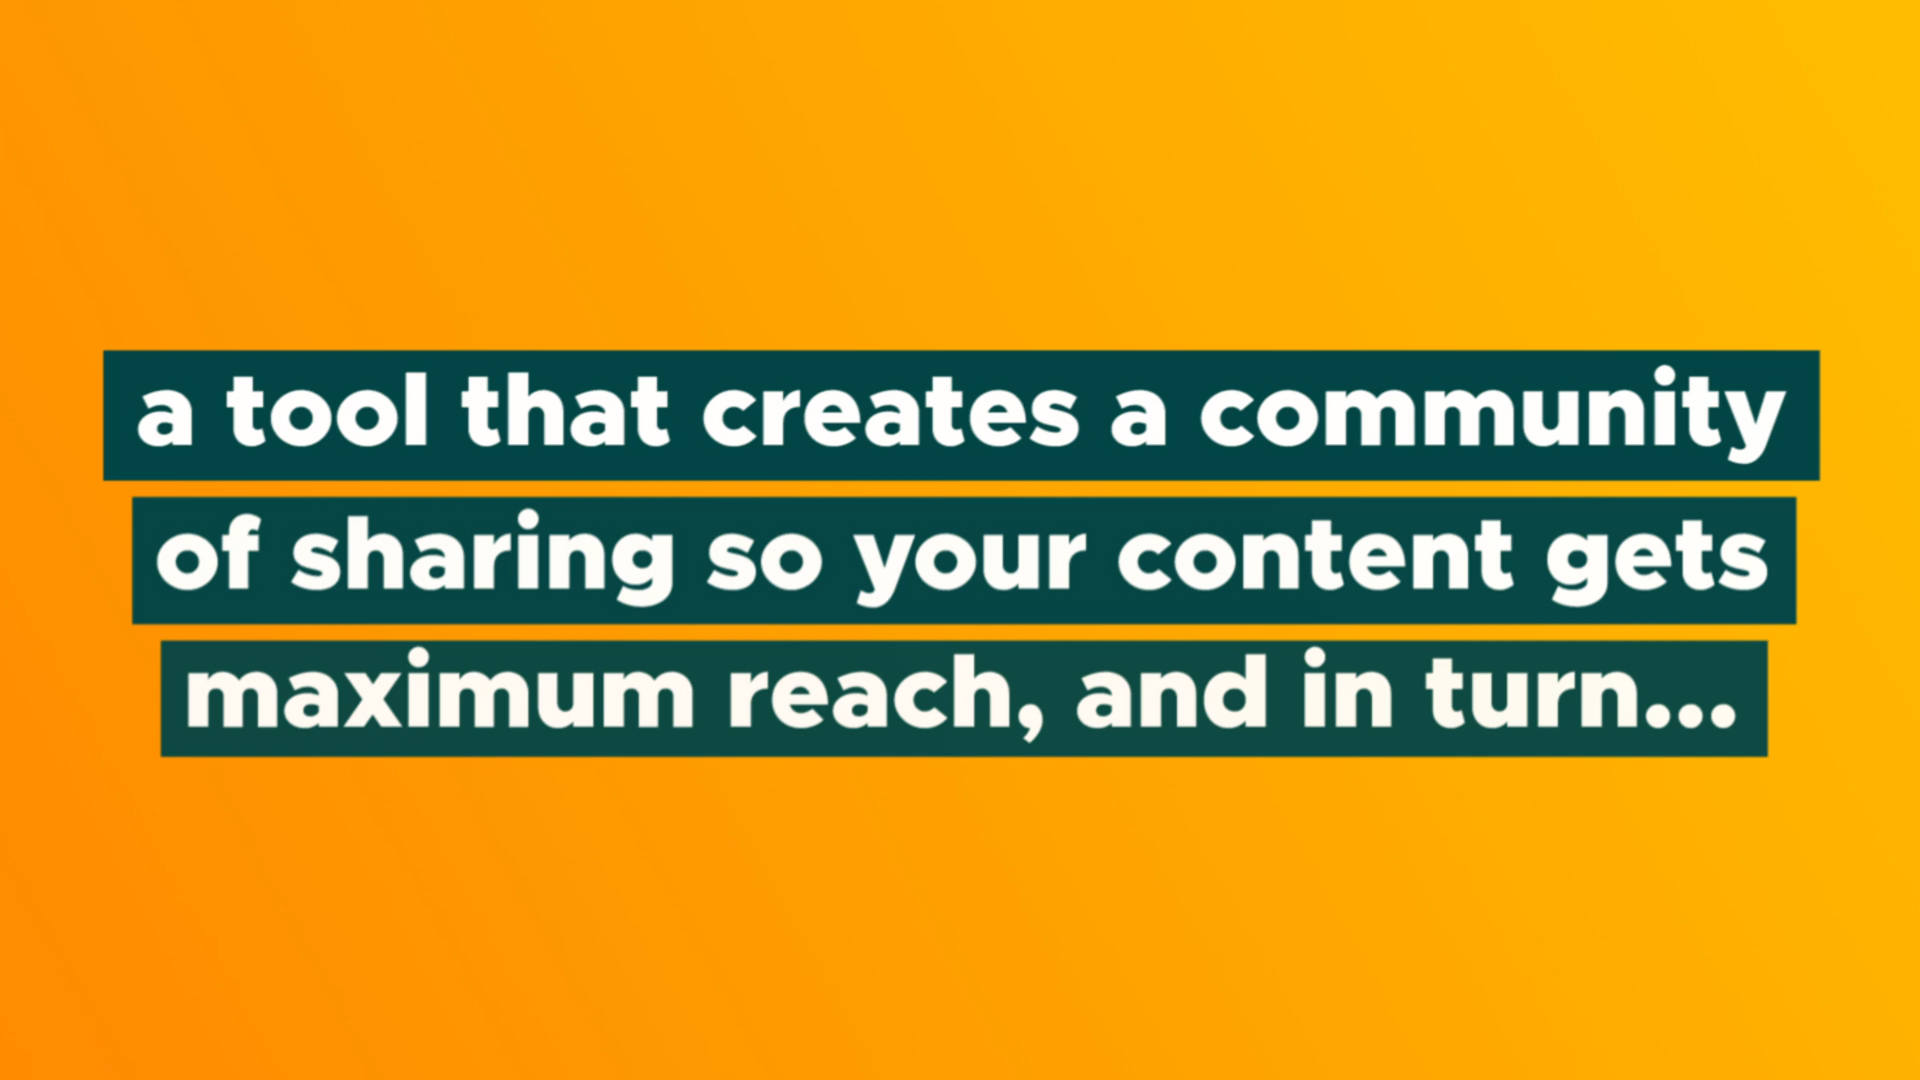 a tool that creates a community
of sharing so your content gets
maximum reach, and in turn...